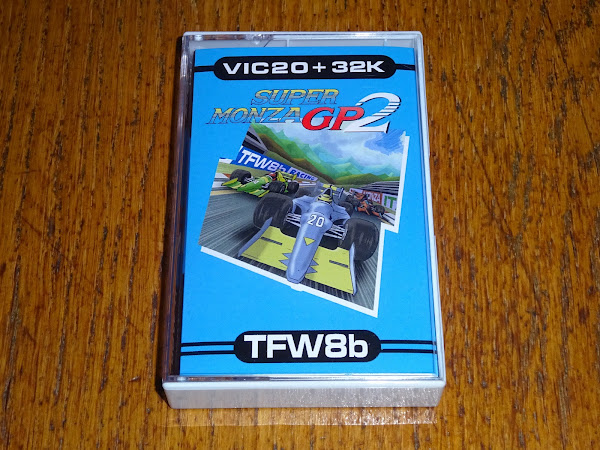 VIC20 + 32K
SUPER
MONZA GP2
TFW8b RACING
20
TFW8b